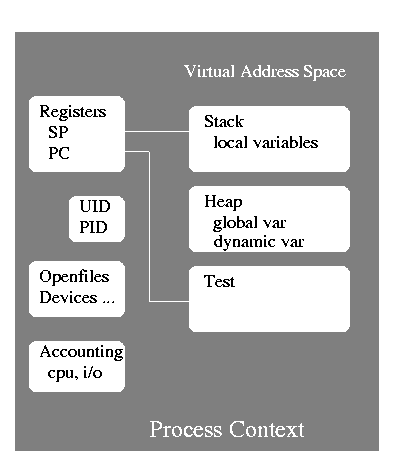 Virtual Address Space
Registers
SP
PC
Stack
local variables
UID
PID
Heap
global var
dynamic var
Openfiles
Devices ...
Test
Accounting
cpu, i/o
Process Context